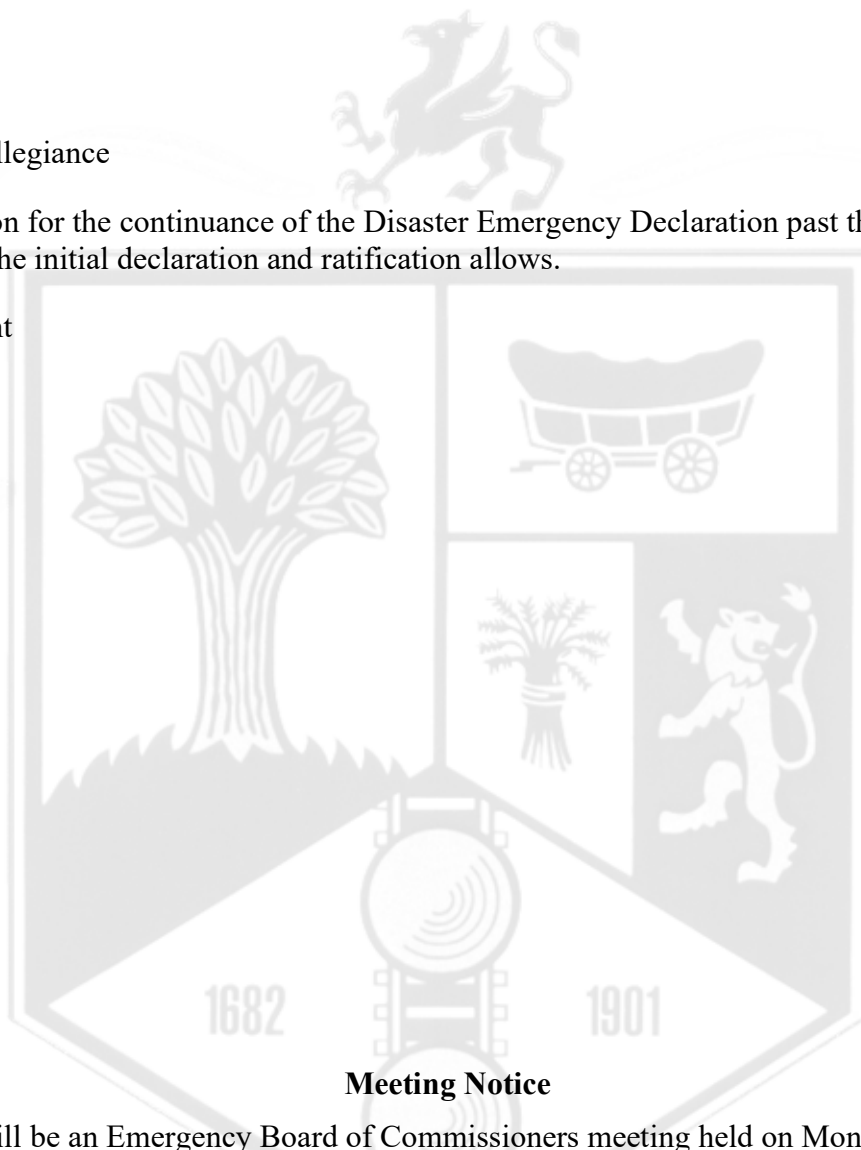 llegiance
on for the continuance of the Disaster Emergency Declaration past th
he initial declaration and ratification allows.
nt
1682 1901
Meeting Notice
ill be an Emergency Board of Commissioners meeting held on Mon